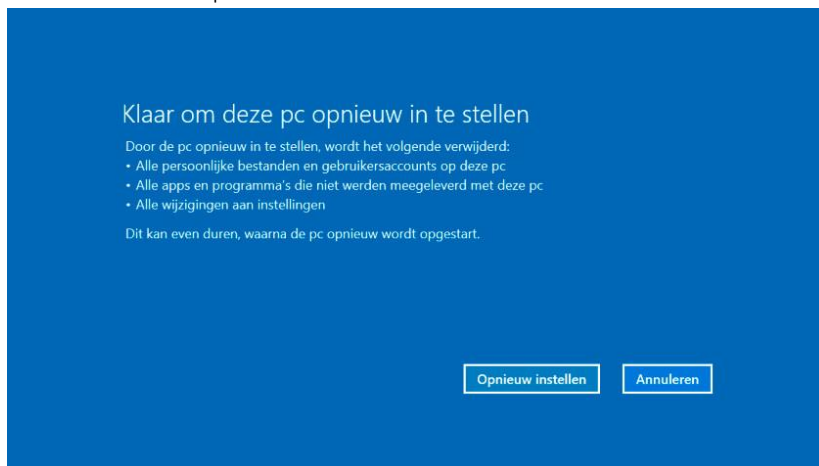 Klaar om deze pc opnieuw in te stellen
Door de pc opnieuw in te stellen, wordt het volgende verwijderd:
• Alle persoonlijke bestanden en gebruikersaccounts op deze pc
• Alle apps en programma's die niet werden meegeleverd met deze pc
• Alle wijzigingen aan instellingen
Dit kan even duren, waarna de pc opnieuw wordt opgestart.
Opnieuw instellen Annuleren